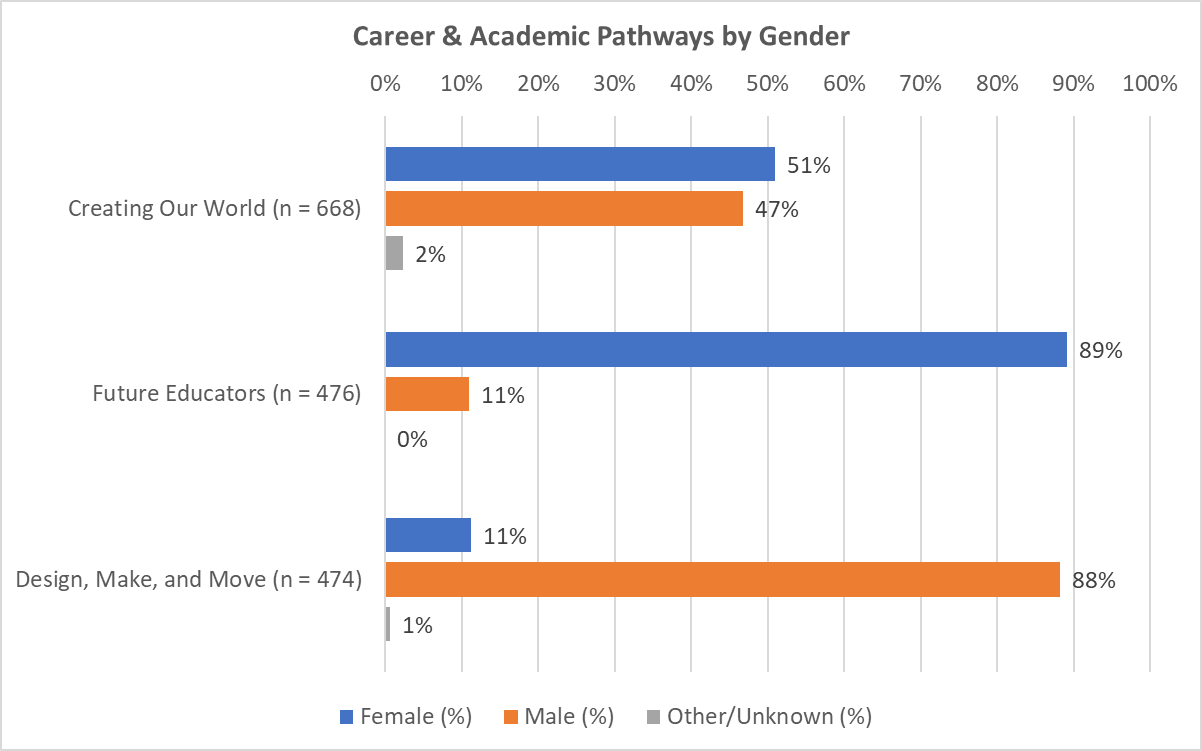 Career & Academic Pathways by Gender
0% 10% 20% 30% 40% 50% 60% 70% 80% 90% 100%
51%
Creating Our World (n = 668) 47%
2%
89%
Future Educators (n = 476) 11%
0%
11%
Design, Make, and Move (n = 474) 88%
1%
Female (%) Male (%) Other/Unknown (%)